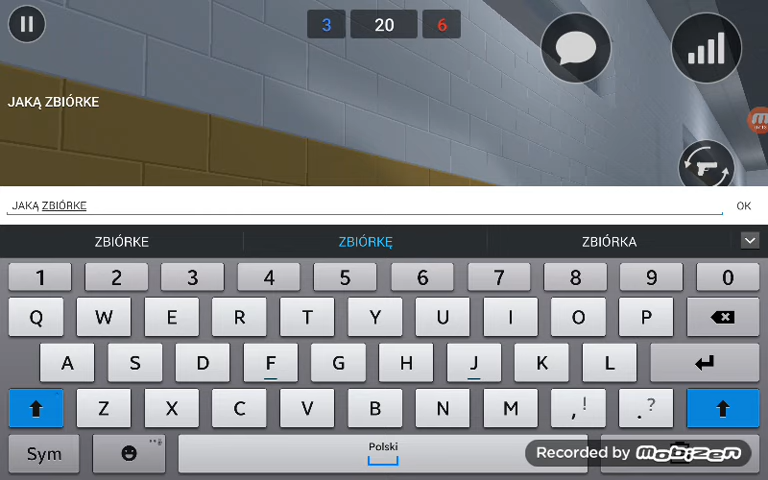 3 20 6
JAKĄ ZBIÓRKE
JAKĄ ZBIÓRKE OK
ZBIÓRKE ZBIÓRKĘ ZBIÓRKA
1 2 3 4 5 6 7 8 9 0
Q W E R T Y U I O P
A S D F G H J K L
Z X C V B N M ,! .?
Sym Polski
Recorded by mobizen